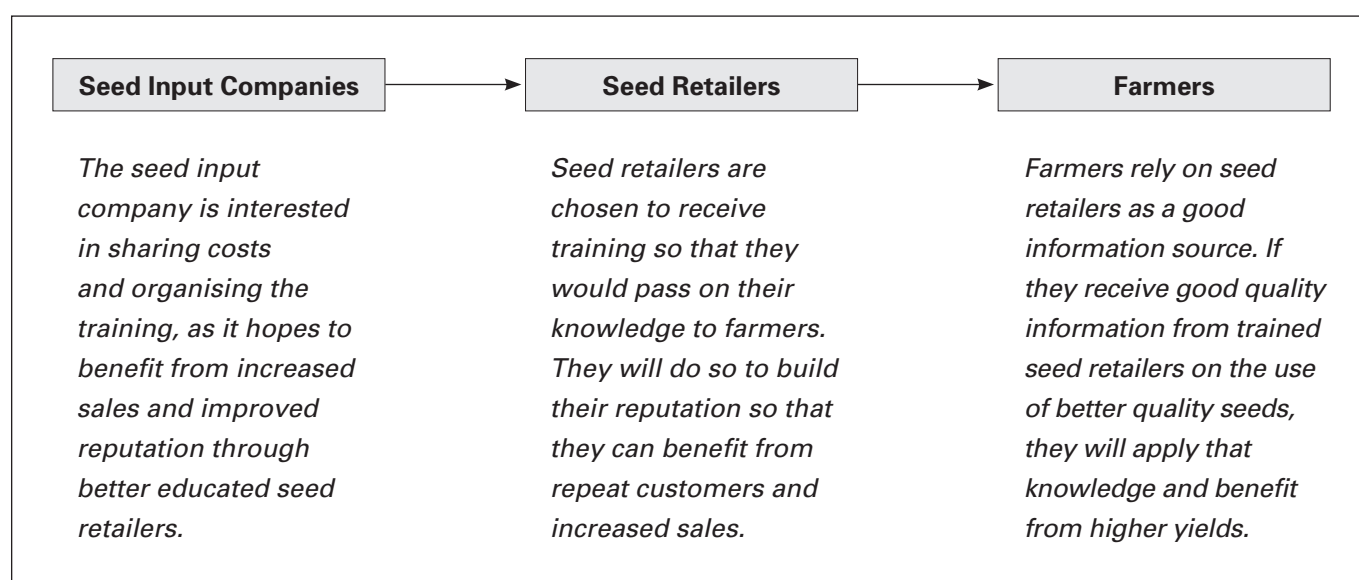 Seed Input Companies
Seed Retailers
Farmers
The seed input
company is interested
in sharing costs
and organising the
training, as it hopes to
benefit from increased
sales and improved
reputation through
better educated seed
retailers.
Seed retailers are
chosen to receive
training so that they
would pass on their
knowledge to farmers.
They will do so to build
their reputation so that
they can benefit from
repeat customers and
increased sales.
Farmers rely on seed
retailers as a good
information source. If
they receive good quality
information from trained
seed retailers on the use
of better quality seeds,
they will apply that
knowledge and benefit
from higher yields.